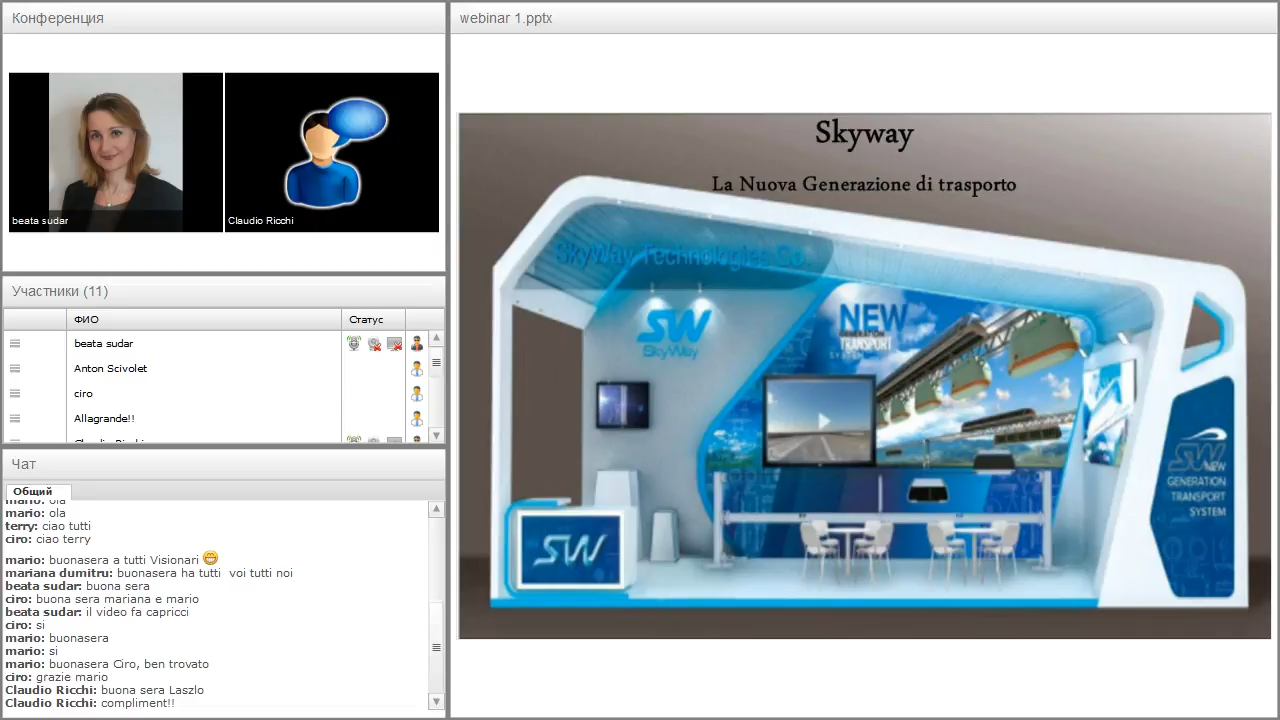 Конференция
beata sudar
Claudio Ricchi
Участники (11)
ФИО
Статус
beata sudar
Anton Scivolet
ciro
Allagrande!!
Чат
Общий
mario: ola
mario: ola
terry: ciao tutti
ciro: ciao terry
mario: buonasera a tutti Visionari
mariana dumitru: buonasera ha tutti voi tutti noi
beata sudar: buona sera
ciro: buona sera mariana e mario
beata sudar: il video fa capricci
ciro: si
mario: buonasera
mario: si
mario: buonasera Ciro, ben trovato
ciro: grazie mario
Claudio Ricchi: buona sera Laszlo
Claudio Ricchi: compliment!!
webinar 1.pptx
Skyway
La Nuova Generazione di trasporto
SkyWay Technologies Co.
SW
SkyWay
NEW
GENERATION
TRANSPORT
SYSTEM
SW
SW
NEW
GENERATION
TRANSPORT
SYSTEM